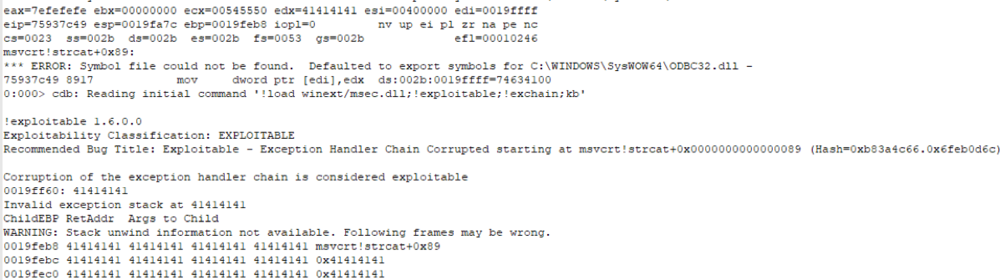 eax=7efefefe ebx=00000000 ecx=00545550 edx=41414141 esi=00400000 edi=0019ffff
eip=75937c49 esp=0019fa7c ebp=0019feb8 iopl=0 nv up ei pl zr na pe nc
cs=0023 ss=002b ds=002b es=002b fs=0053 gs=002b efl=00010246
msvcrt!strcat+0x89:
*** ERROR: Symbol file could not be found. Defaulted to export symbols for C:\WINDOWS\SysWOW64\ODBC32.dll -
75937c49 8917 mov dword ptr [edi],edx ds:002b:0019ffff=74634100
0:000> cdb: Reading initial command '!load winext/msec.dll;!exploitable;!exchain;kb'
!exploitable 1.6.0.0
Exploitability Classification: EXPLOITABLE
Recommended Bug Title: Exploitable - Exception Handler Chain Corrupted starting at msvcrt!strcat+0x0000000000000089 (Hash=0xb83a4c66.0x6feb0d6c)
Corruption of the exception handler chain is considered exploitable
0019ff60: 41414141
Invalid exception stack at 41414141
ChildEBP RetAddr Args to Child
WARNING: Stack unwind information not available. Following frames may be wrong.
0019feb8 41414141 41414141 41414141 41414141 msvcrt!strcat+0x89
0019febc 41414141 41414141 41414141 41414141 0x41414141
0019fec0 41414141 41414141 41414141 41414141 0x41414141